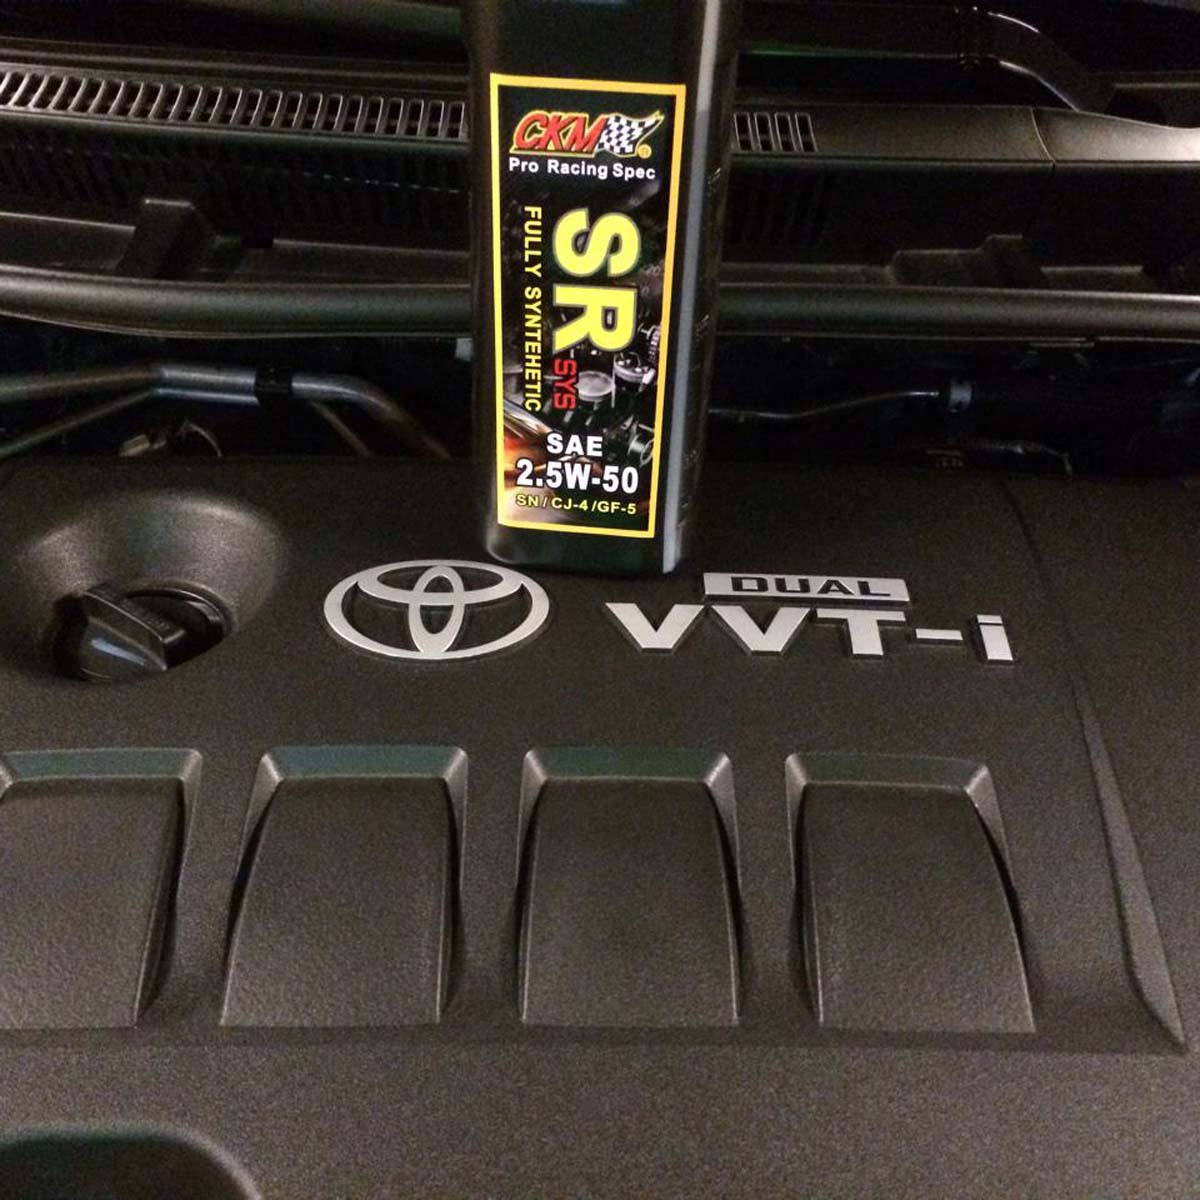 CKM®
Pro Racing Spec
SR
SYS
FULLY SYNTEHETIC
SAE
2.5W-50
SN/CJ-4/GF-5
DUAL
VVT-i